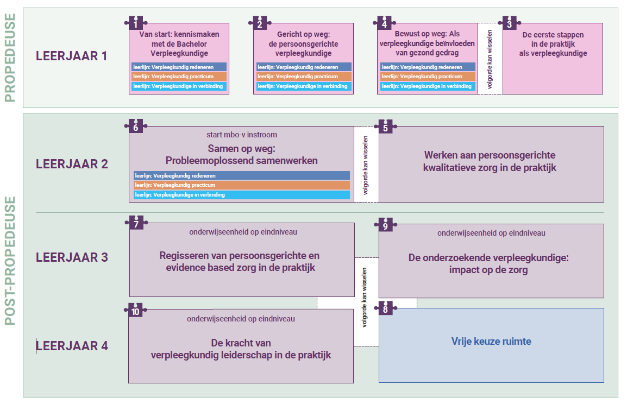 PROPEDEUSE
LEERJAAR 1
1
Van start: kennismaken
met de Bachelor
Verpleegkundige
leerlijn: Verpleegkundig redeneren
leerlijn: Verpleegkundig practicum
leerlijn: Verpleegkundige in verbinding
2
Gericht op weg:
de persoonsgerichte
verpleegkundige
leerlijn: Verpleegkundig redeneren
leerlijn: Verpleegkundig practicum
leerlijn: Verpleegkundige in verbinding
4
Bewust op weg: Als
verpleegkundige beïnvloeden
van gezond gedrag
leerlijn: Verpleegkundig redeneren
leerlijn: Verpleegkundig practicum
leerlijn: Verpleegkundige in verbinding
volgorde kan wisselen
3
De eerste stappen
in de praktijk
als verpleegkundige
POST-PROPEDEUSE
LEERJAAR 2
6
start mbo-v instroom
Samen op weg:
Probleemoplossend samenwerken
leerlijn: Verpleegkundig redeneren
leerlijn: Verpleegkundig practicum
leerlijn: Verpleegkundige in verbinding
volgorde kan wisselen
5
Werken aan persoonsgerichte
kwalitatieve zorg in de praktijk
LEERJAAR 3
7
onderwijseenheid op eindniveau
Regisseren van persoonsgerichte en
evidence based zorg in de praktijk
9
onderwijseenheid op eindniveau
De onderzoekende verpleegkundige:
impact op de zorg
volgorde kan wisselen
LEERJAAR 4
10
onderwijseenheid op eindniveau
De kracht van
verpleegkundig leiderschap in de praktijk
8
Vrije keuze ruimte